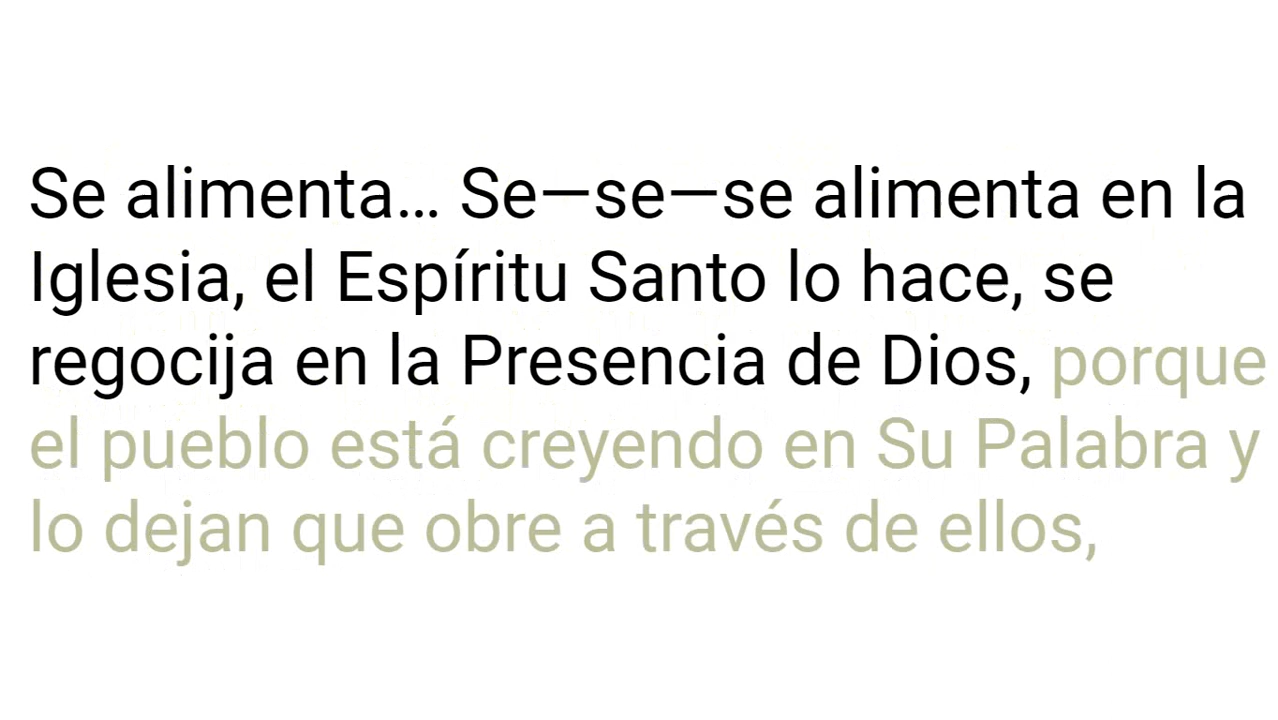 Se alimenta… Se—se—se alimenta en la
Iglesia, el Espíritu Santo lo hace, se
regocija en la Presencia de Dios, porque
el pueblo está creyendo en Su Palabra y
lo dejan que obre a través de ellos,